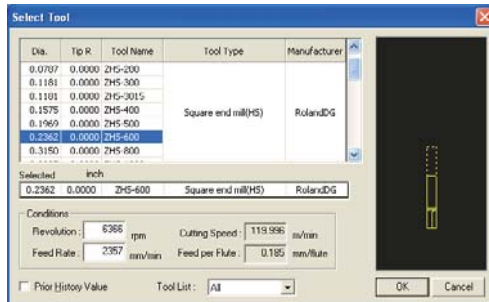 Select Tool
Dia. Tip R. Tool Name Tool Type Manufacturer
0.0787 0.0000 ZHS-200
0.1181 0.0000 ZHS-300
0.1181 0.0000 ZHS-3015
0.1575 0.0000 ZHS-400 Square end mill(HS) RolandDG
0.1969 0.0000 ZHS-500
0.2362 0.0000 ZHS-600
0.3150 0.0000 ZHS-800
Selected inch
0.2362 0.0000 ZHS-600 Square end mill(HS) RolandDG
Conditions
Revolution : 6366 rpm Cutting Speed : 119.996 m/min
Feed Rate : 2357 mm/min Feed per Flute : 0.185 mm/flute
Prior History Value Tool List : All OK Cancel